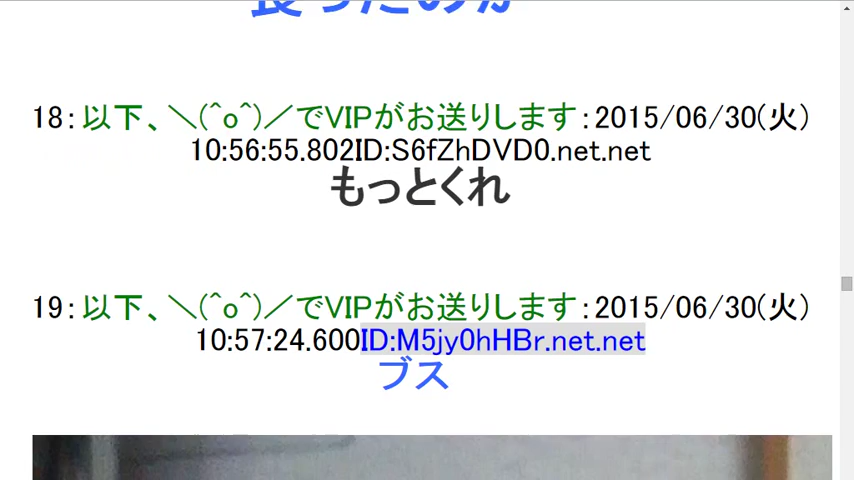 18：以下、＼(^o^)／でVIPがお送りします：2015/06/30(火)
10:56:55.802ID:S6fZhDVD0.net.net
もっとくれ
19：以下、＼(^o^)／でVIPがお送りします：2015/06/30(火)
10:57:24.600ID:M5jy0hHBr.net.net
ブス